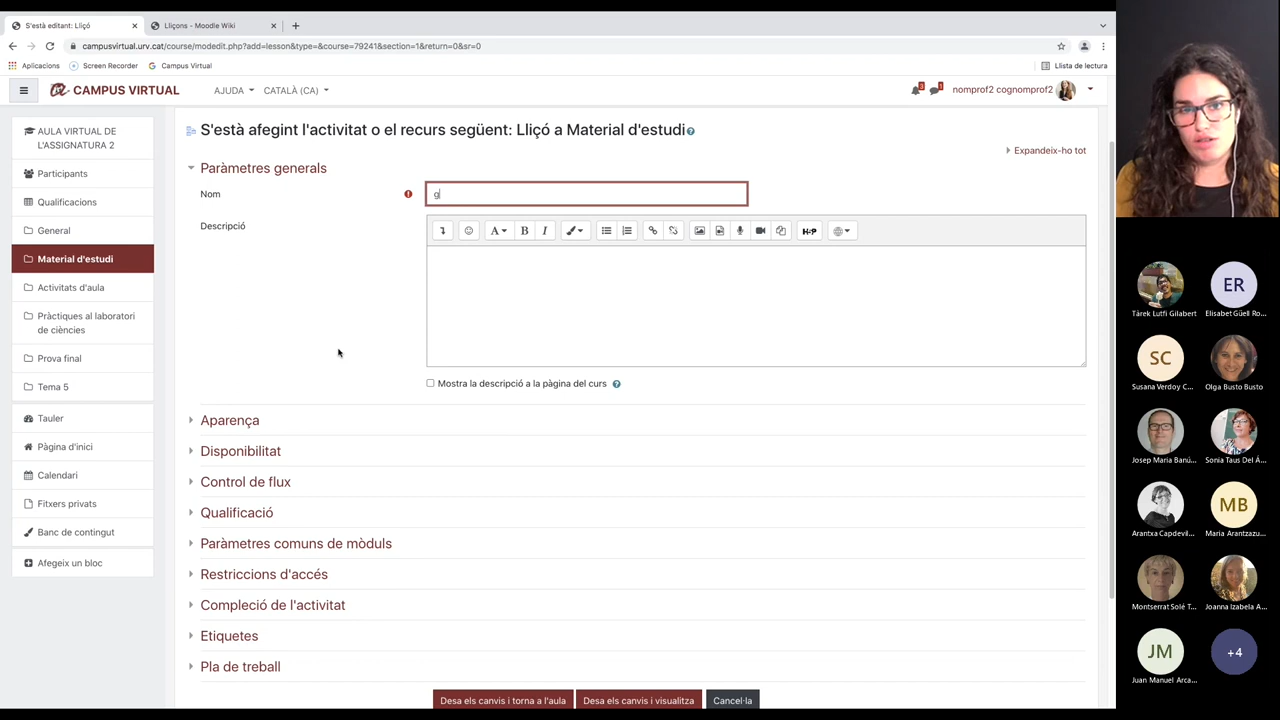 S'està editant: Lliçó
Lliçons - Moodle Wiki
campusvirtual.urv.cat/course/modedit.php?add=lesson&type=&course=79241&section=1&return=0&sr=0
Aplicacions
Screen Recorder
Campus Virtual
Llista de lectura
CAMPUS VIRTUAL
AJUDA
CATALÀ (CA)
3
1
nomprof2 cognomprof2
AULA VIRTUAL DE
L'ASSIGNATURA 2
Participants
Qualificacions
General
Material d'estudi
Activitats d'aula
Pràctiques al laboratori
de ciències
Prova final
Tema 5
Tauler
Pàgina d'inici
Calendari
Fitxers privats
Banc de contingut
Afegeix un bloc
S'està afegint l'activitat o el recurs següent: Lliçó a Material d'estudi
Expandeix-ho tot
Paràmetres generals
Nom
g
Descripció
A
B
I
H-P
Mostra la descripció a la pàgina del curs
Aparença
Disponibilitat
Control de flux
Qualificació
Paràmetres comuns de mòduls
Restriccions d'accés
Compleció de l'activitat
Etiquetes
Pla de treball
Desa els canvis i torna a l'aula
Desa els canvis i visualitza
Cancel·la
Tàrek Lutfi Gilabert
ER
Elisabet Güell Ro...
SC
Susana Verdoy C...
Olga Busto Busto
Josep Maria Banú...
Sonia Taus Del Á...
Arantxa Capdevil...
MB
Maria Arantzazu...
Montserrat Solé T...
Joanna Izabela A...
JM
Juan Manuel Arca...
+4